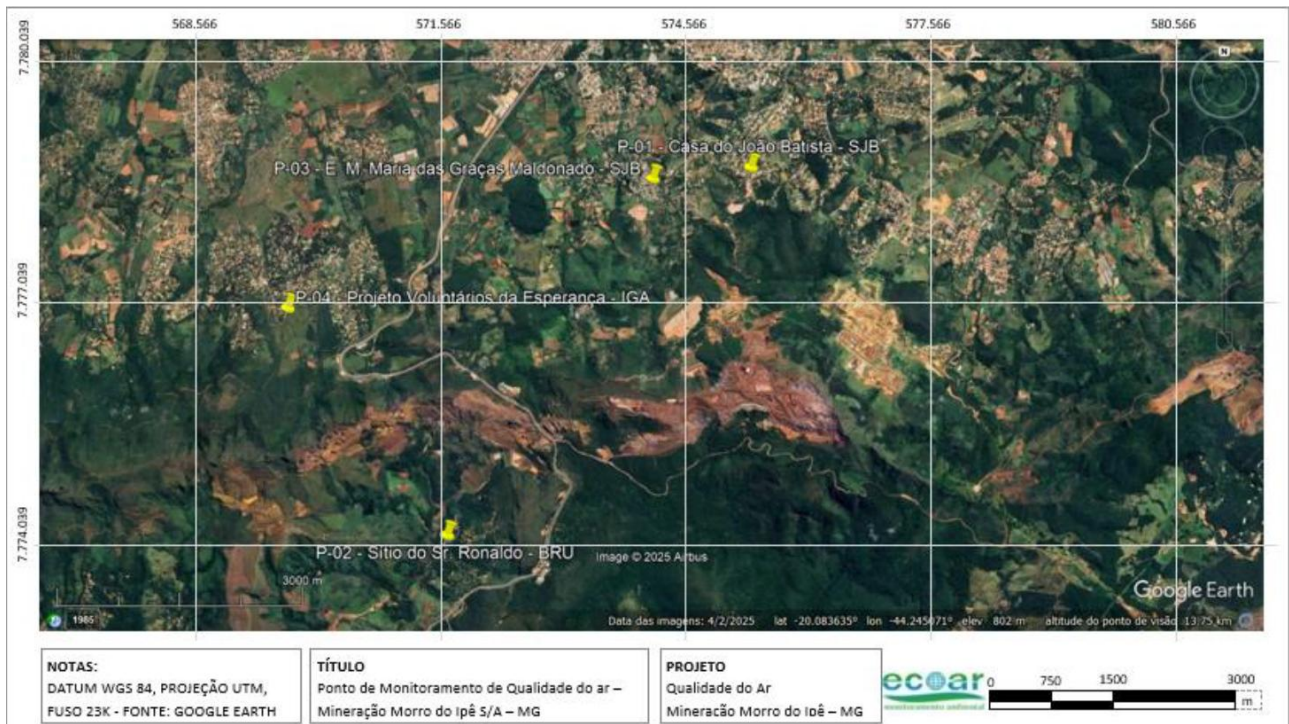 568.566
571.566
574.566
577.566
580.566
7.780.039
7.777.039
7.774.039
N
P-01 - Casa do João Batista - SJB
P-03 - E. M. Maria das Graças Maldonado - SJB
P-04 - Projeto Voluntários da Esperança - IGA
P-02 - Sítio do Sr. Ronaldo - BRU
Image © 2025 Airbus
3000 m
Google Earth
1985
Data das imagens: 4/2/2025 lat -20.083635° lon -44.245071° elev 802 m altitude do ponto de visão 13.75 km
NOTAS:
DATUM WGS 84, PROJEÇÃO UTM,
FUSO 23K - FONTE: GOOGLE EARTH
TÍTULO
Ponto de Monitoramento de Qualidade do ar –
Mineração Morro do Ipê S/A – MG
PROJETO
Qualidade do Ar
Mineração Morro do Ipê – MG
ecoar
monitoramento ambiental
0 750 1500 3000
m